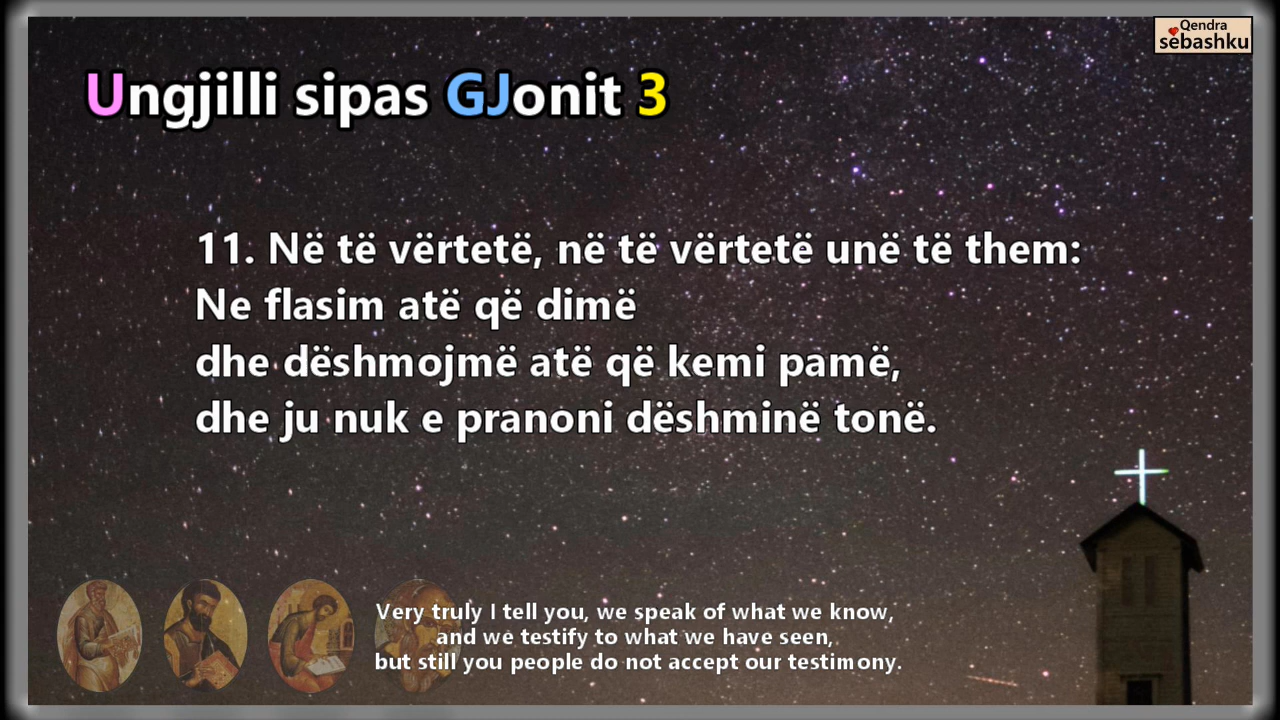 Qendra
sebashku
Ungjilli sipas GJonit 3
11. Në të vërtetë, në të vërtetë unë të them:
Ne flasim atë që dimë
dhe dëshmojmë atë që kemi pamë,
dhe ju nuk e pranoni dëshminë tonë.
Very truly I tell you, we speak of what we know,
and we testify to what we have seen,
but still you people do not accept our testimony.